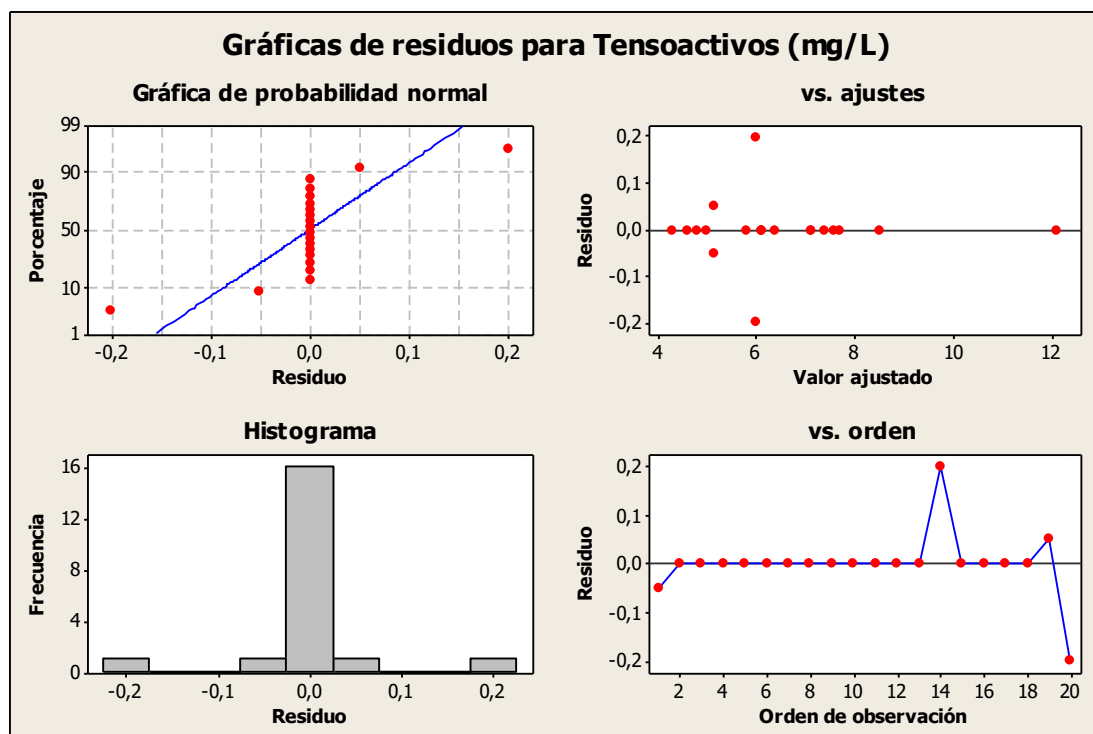 Gráficas de residuos para Tensoactivos (mg/L)
Gráfica de probabilidad normal
99
90
50
10
1
Porcentaje
-0,2 -0,1 0,0 0,1 0,2
Residuo
vs. ajustes
0,2
0,1
0,0
-0,1
-0,2
Residuo
4 6 8 10 12
Valor ajustado
Histograma
16
12
8
4
0
Frecuencia
-0,2 -0,1 0,0 0,1 0,2
Residuo
vs. orden
0,2
0,1
0,0
-0,1
-0,2
Residuo
2 4 6 8 10 12 14 16 18 20
Orden de observación